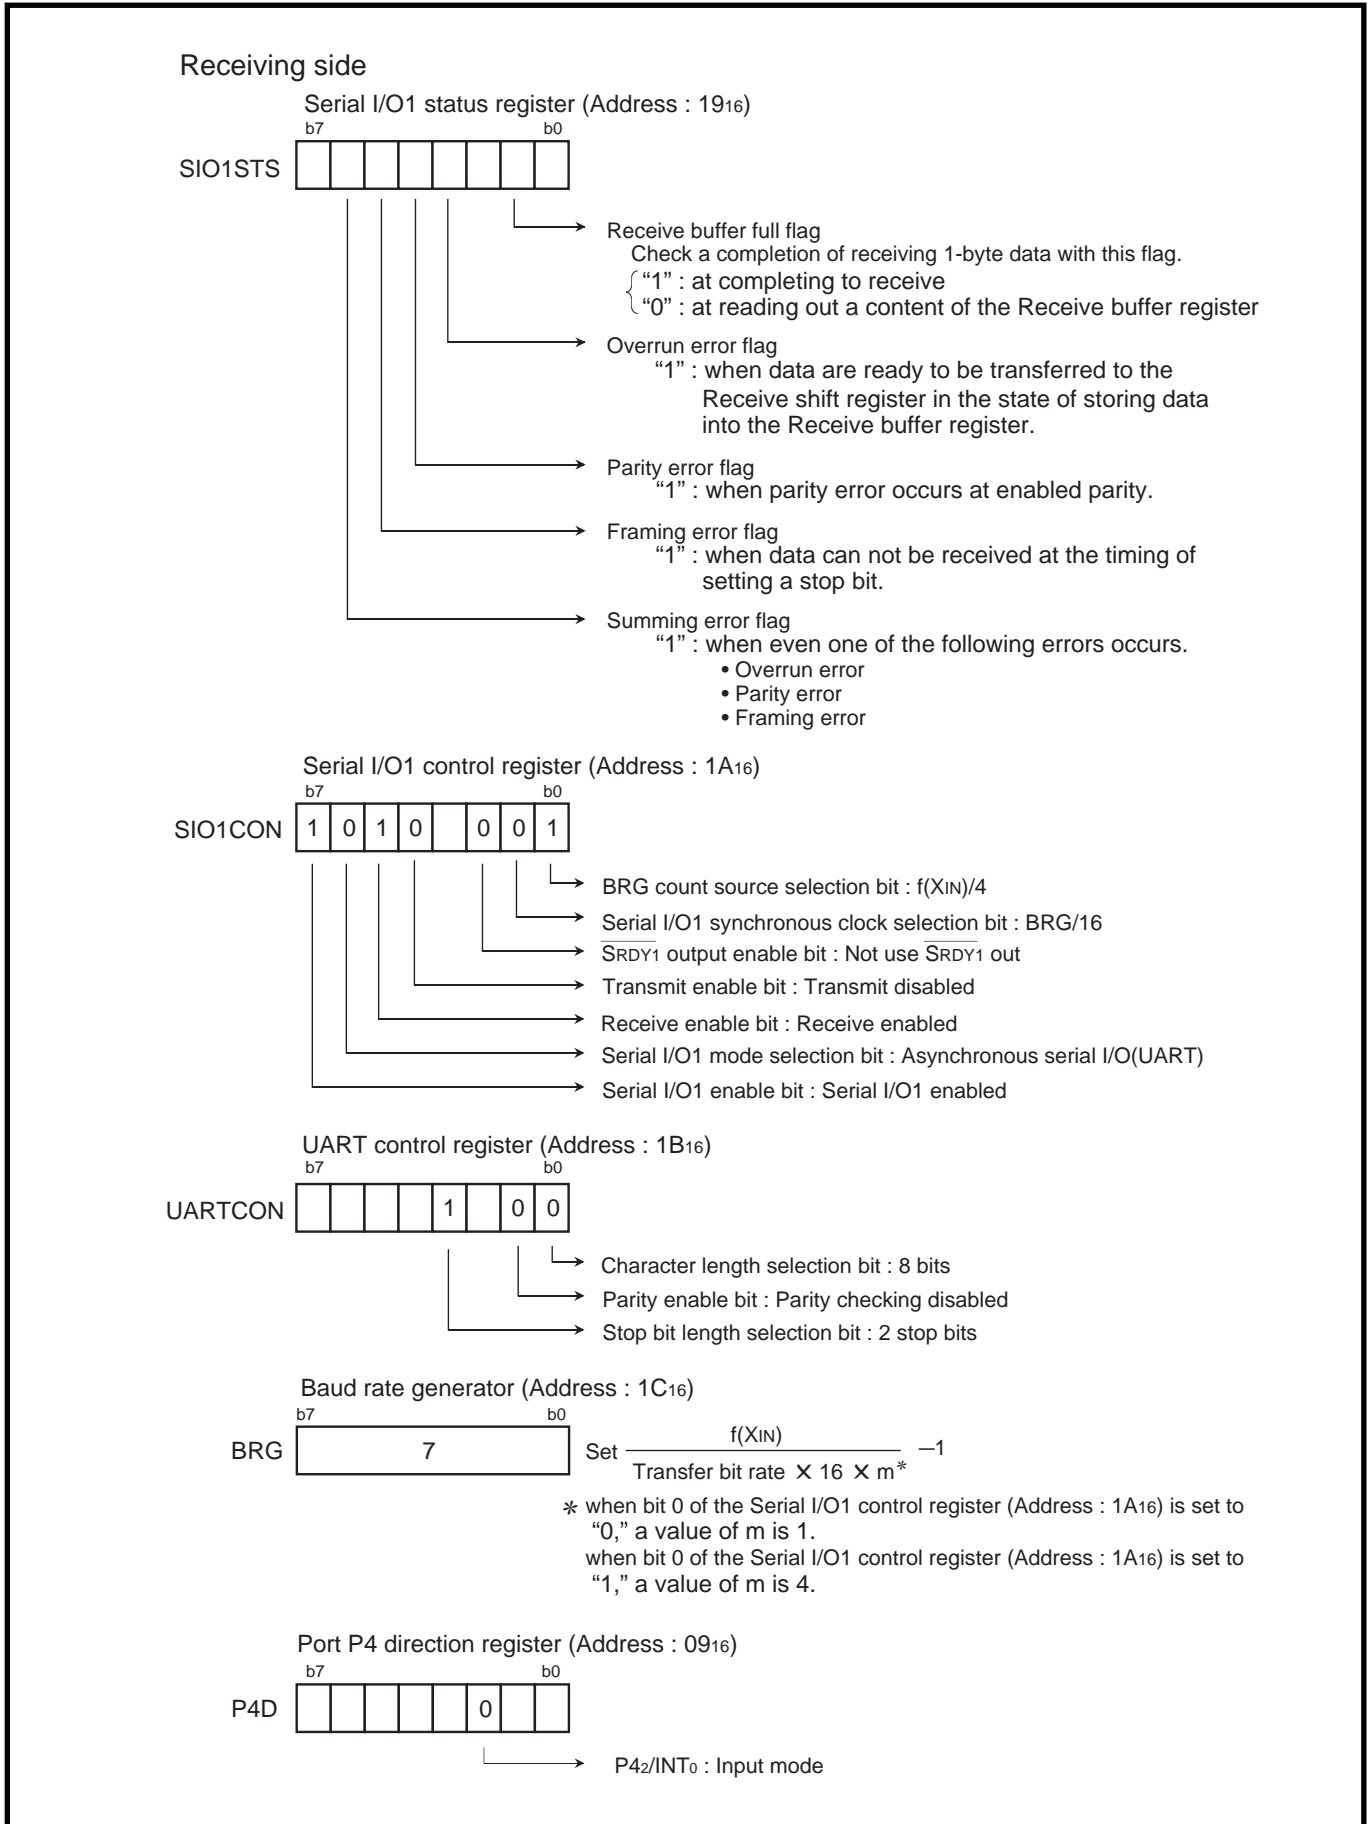 Receiving side
Serial I/O1 status register (Address : 1916)
b7 b0
SIO1STS
Receive buffer full flag
Check a completion of receiving 1-byte data with this flag.
“1” : at completing to receive
“0” : at reading out a content of the Receive buffer register
Overrun error flag
“1” : when data are ready to be transferred to the
Receive shift register in the state of storing data
into the Receive buffer register.
Parity error flag
“1” : when parity error occurs at enabled parity.
Framing error flag
“1” : when data can not be received at the timing of
setting a stop bit.
Summing error flag
“1” : when even one of the following errors occurs.
• Overrun error
• Parity error
• Framing error
Serial I/O1 control register (Address : 1A16)
b7 b0
SIO1CON 1 0 1 0 0 0 1
BRG count source selection bit : f(XIN)/4
Serial I/O1 synchronous clock selection bit : BRG/16
SRDY1 output enable bit : Not use SRDY1 out
Transmit enable bit : Transmit disabled
Receive enable bit : Receive enabled
Serial I/O1 mode selection bit : Asynchronous serial I/O(UART)
Serial I/O1 enable bit : Serial I/O1 enabled
UART control register (Address : 1B16)
b7 b0
UARTCON 1 0 0
Character length selection bit : 8 bits
Parity enable bit : Parity checking disabled
Stop bit length selection bit : 2 stop bits
Baud rate generator (Address : 1C16)
b7 b0
BRG 7 Set f(XIN) –1
Transfer bit rate × 16 × m*
* when bit 0 of the Serial I/O1 control register (Address : 1A16) is set to
“0,” a value of m is 1.
when bit 0 of the Serial I/O1 control register (Address : 1A16) is set to
“1,” a value of m is 4.
Port P4 direction register (Address : 0916)
b7 b0
P4D 0
P42/INT0 : Input mode